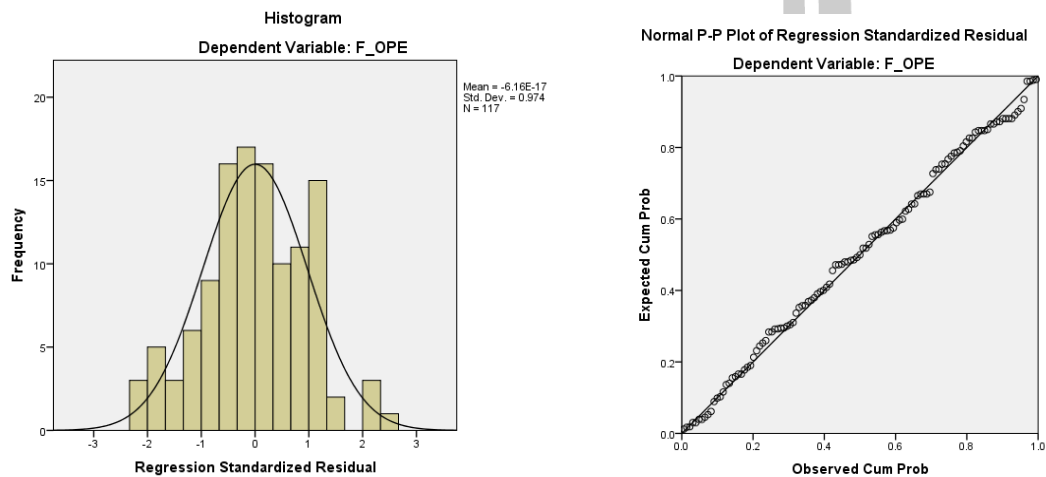 Histogram
Dependent Variable: F_OPE
Mean = -6.16E-17
Std. Dev. = 0.974
N = 117
Frequency
20
15
10
5
0
-3 -2 -1 0 1 2 3
Regression Standardized Residual
Normal P-P Plot of Regression Standardized Residual
Dependent Variable: F_OPE
Expected Cum Prob
1.0
0.8
0.6
0.4
0.2
0.0
0.0 0.2 0.4 0.6 0.8 1.0
Observed Cum Prob